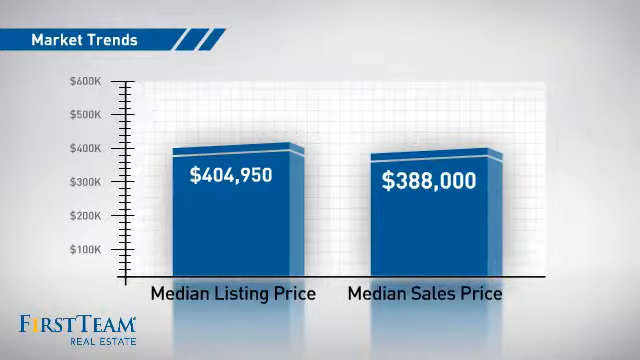 Market Trends
$600K
$500K
$400K
$300K
$200K
$100K
$404,950
$388,000
Median Listing Price
Median Sales Price
FIRSTTEAM®
REAL ESTATE